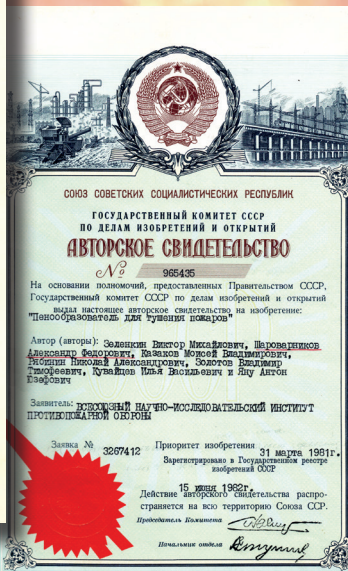 СОЮЗ СОВЕТСКИХ СОЦИАЛИСТИЧЕСКИХ РЕСПУБЛИК
ГОСУДАРСТВЕННЫЙ КОМИТЕТ СССР
ПО ДЕЛАМ ИЗОБРЕТЕНИЙ И ОТКРЫТИЙ
АВТОРСКОЕ СВИДЕТЕЛЬСТВО
№ 965435
На основании полномочий, предоставленных Правительством СССР,
Государственный комитет СССР по делам изобретений и открытий
выдал настоящее авторское свидетельство на изобретение:
"Пенообразователь для тушения пожаров"
Автор (авторы): Зеленкин Виктор Михайлович, Шароварников
Александр Федорович, Казаков Моисей Владимирович,
Рябинин Николай Александрович, Золотов Владимир
Тимофеевич, Кувайцев Илья Васильевич и Яцу Антон
Юзефович
Заявитель: ВСЕСОЮЗНЫЙ НАУЧНО-ИССЛЕДОВАТЕЛЬСКИЙ ИНСТИТУТ
ПРОТИВОПОЖАРНОЙ ОБОРОНЫ
Заявка № 3267412 Приоритет изобретения 31 марта 1981г.
Зарегистрировано в Государственном реестре
изобретений СССР
15 июня 1982г.
Действие авторского свидетельства распро-
страняется на всю территорию Союза ССР.
Председатель Комитета
Начальник отдела